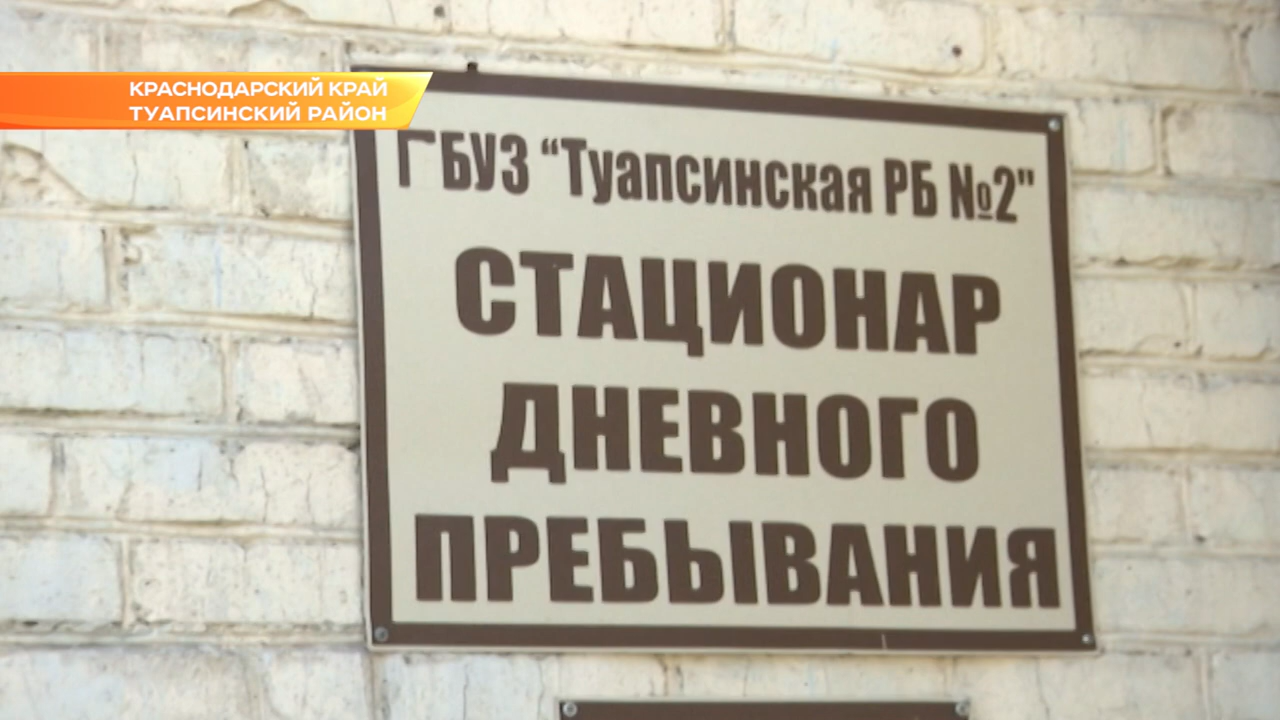 КРАСНОДАРСКИЙ КРАЙ
ТУАПСИНСКИЙ РАЙОН
ГБУЗ “Туапсинская РБ №2"
СТАЦИОНАР
ДНЕВНОГО
ПРЕБЫВАНИЯ